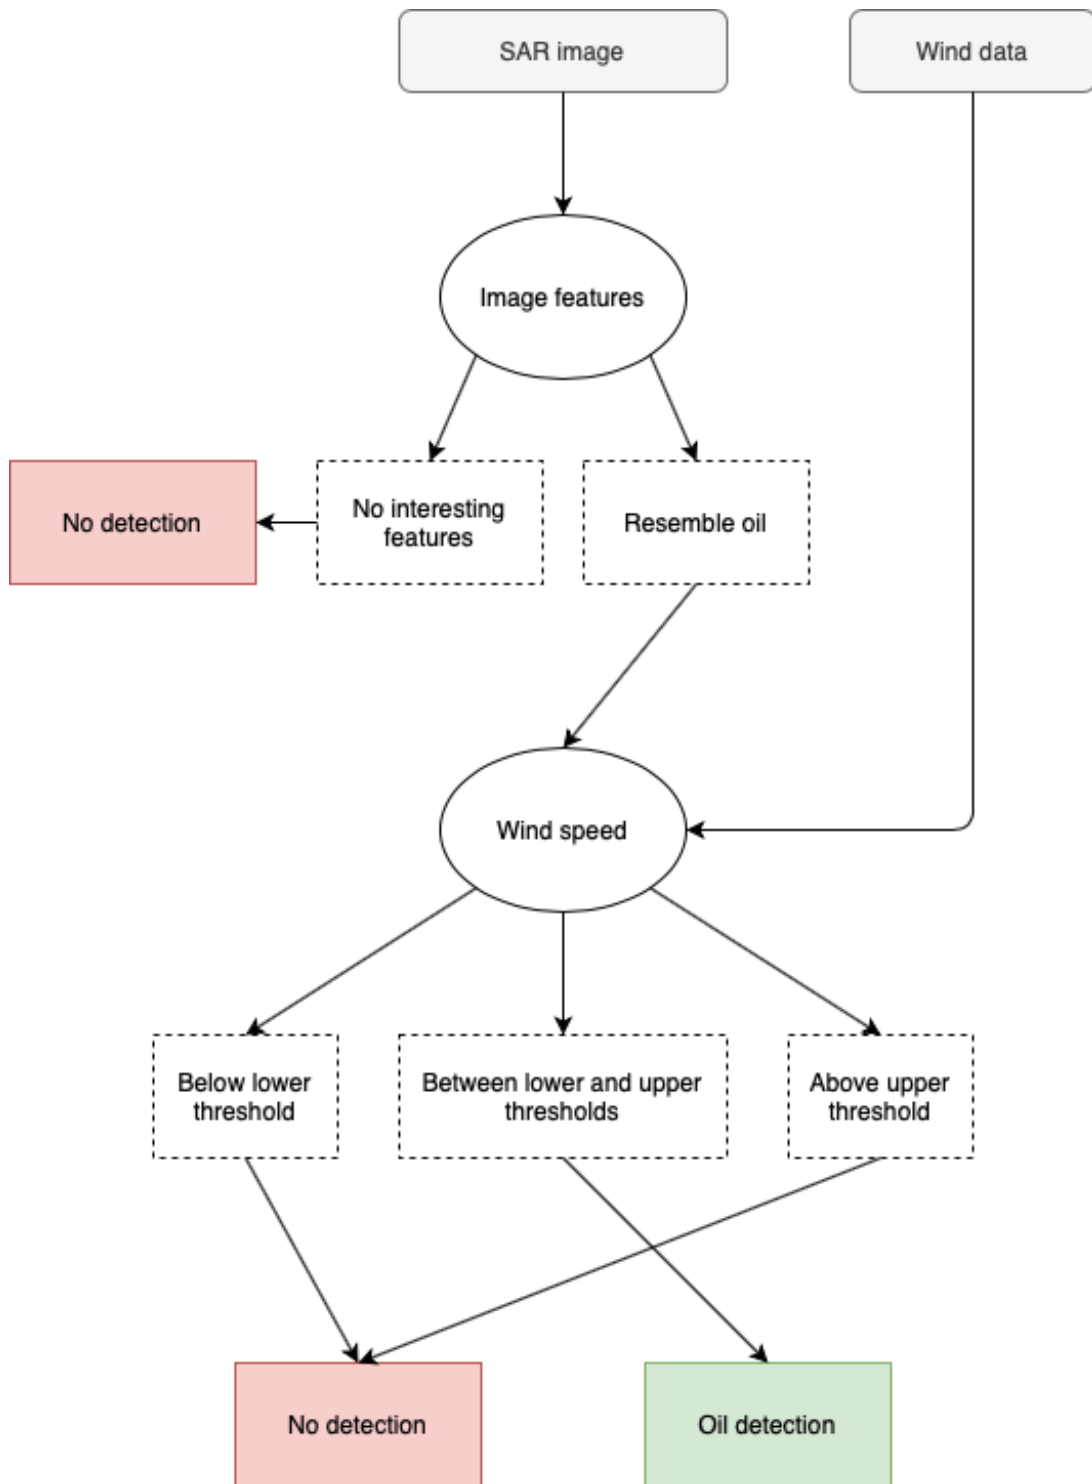 SAR image
Wind data
Image features
No detection
No interesting
features
Resemble oil
Wind speed
Below lower
threshold
Between lower and upper
thresholds
Above upper
threshold
No detection
Oil detection